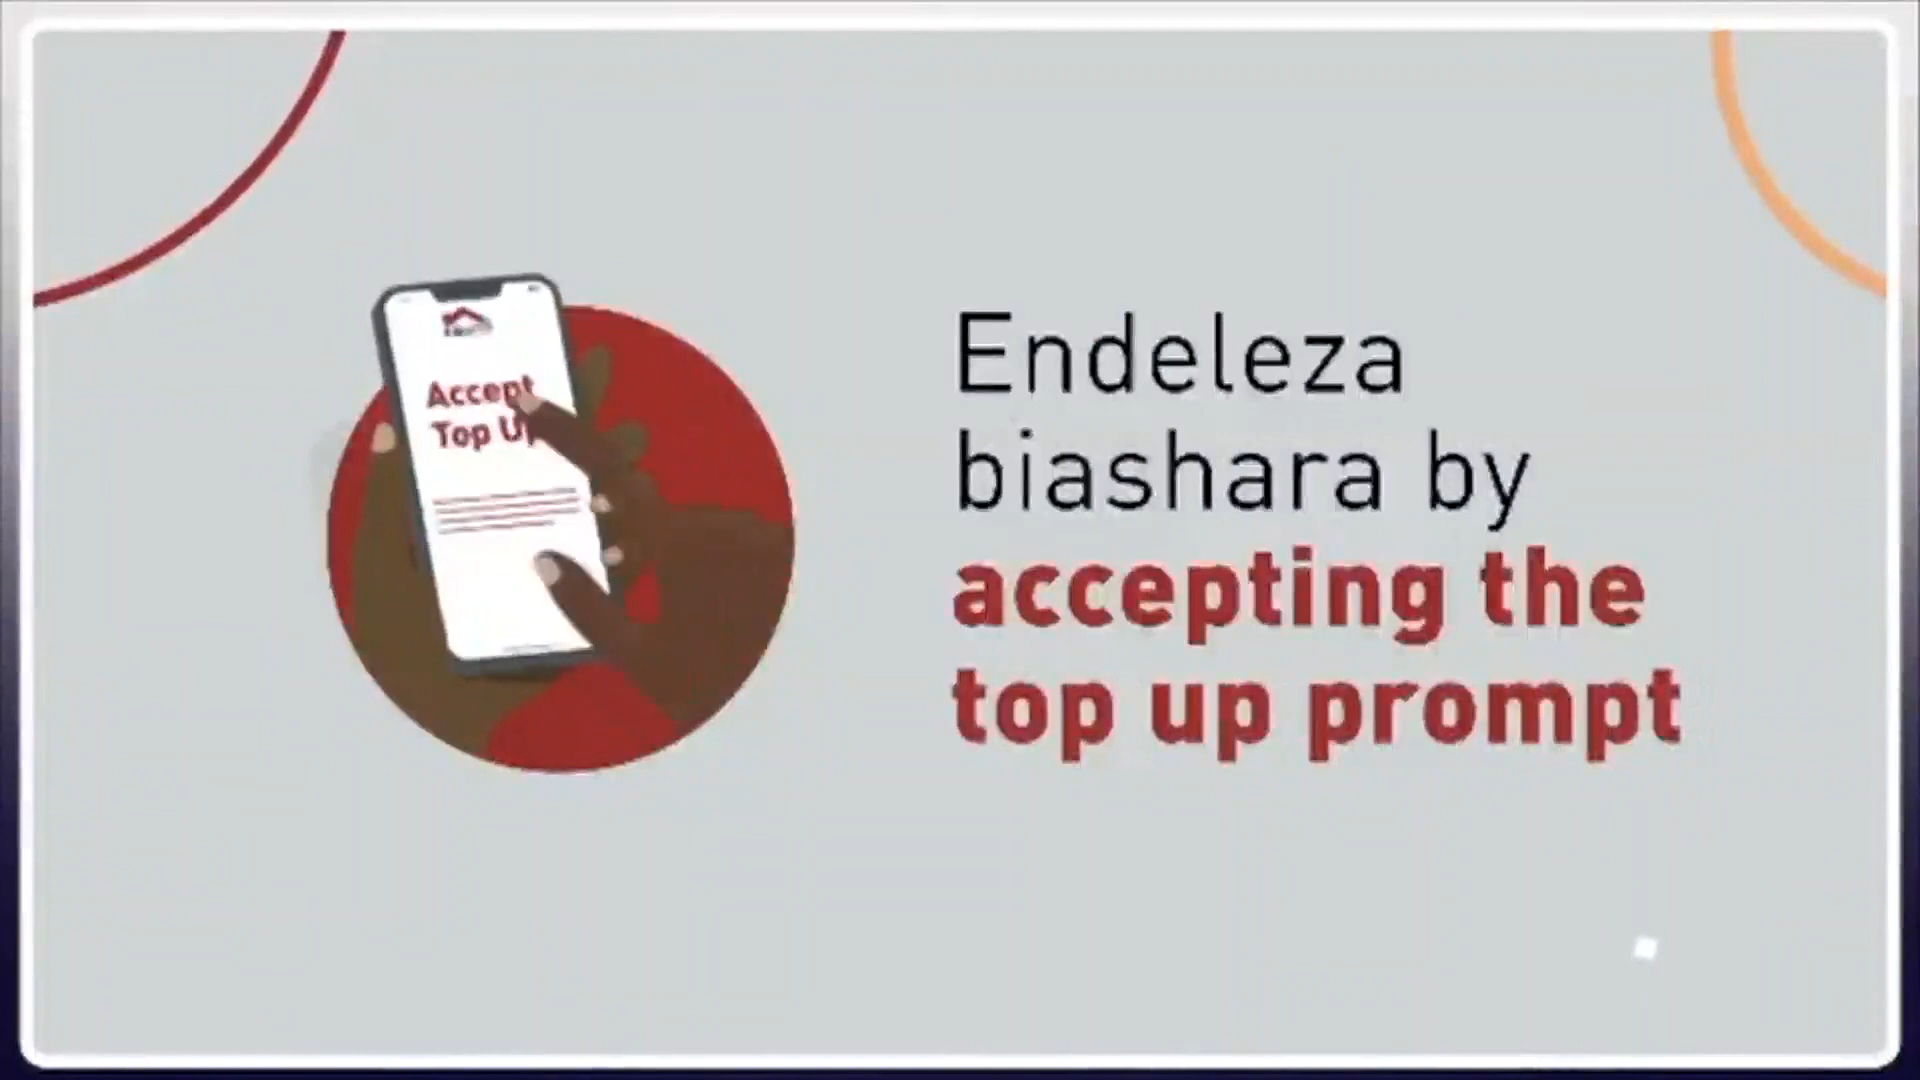 Accept
Top Up
Endeleza
biashara by
accepting the
top up prompt